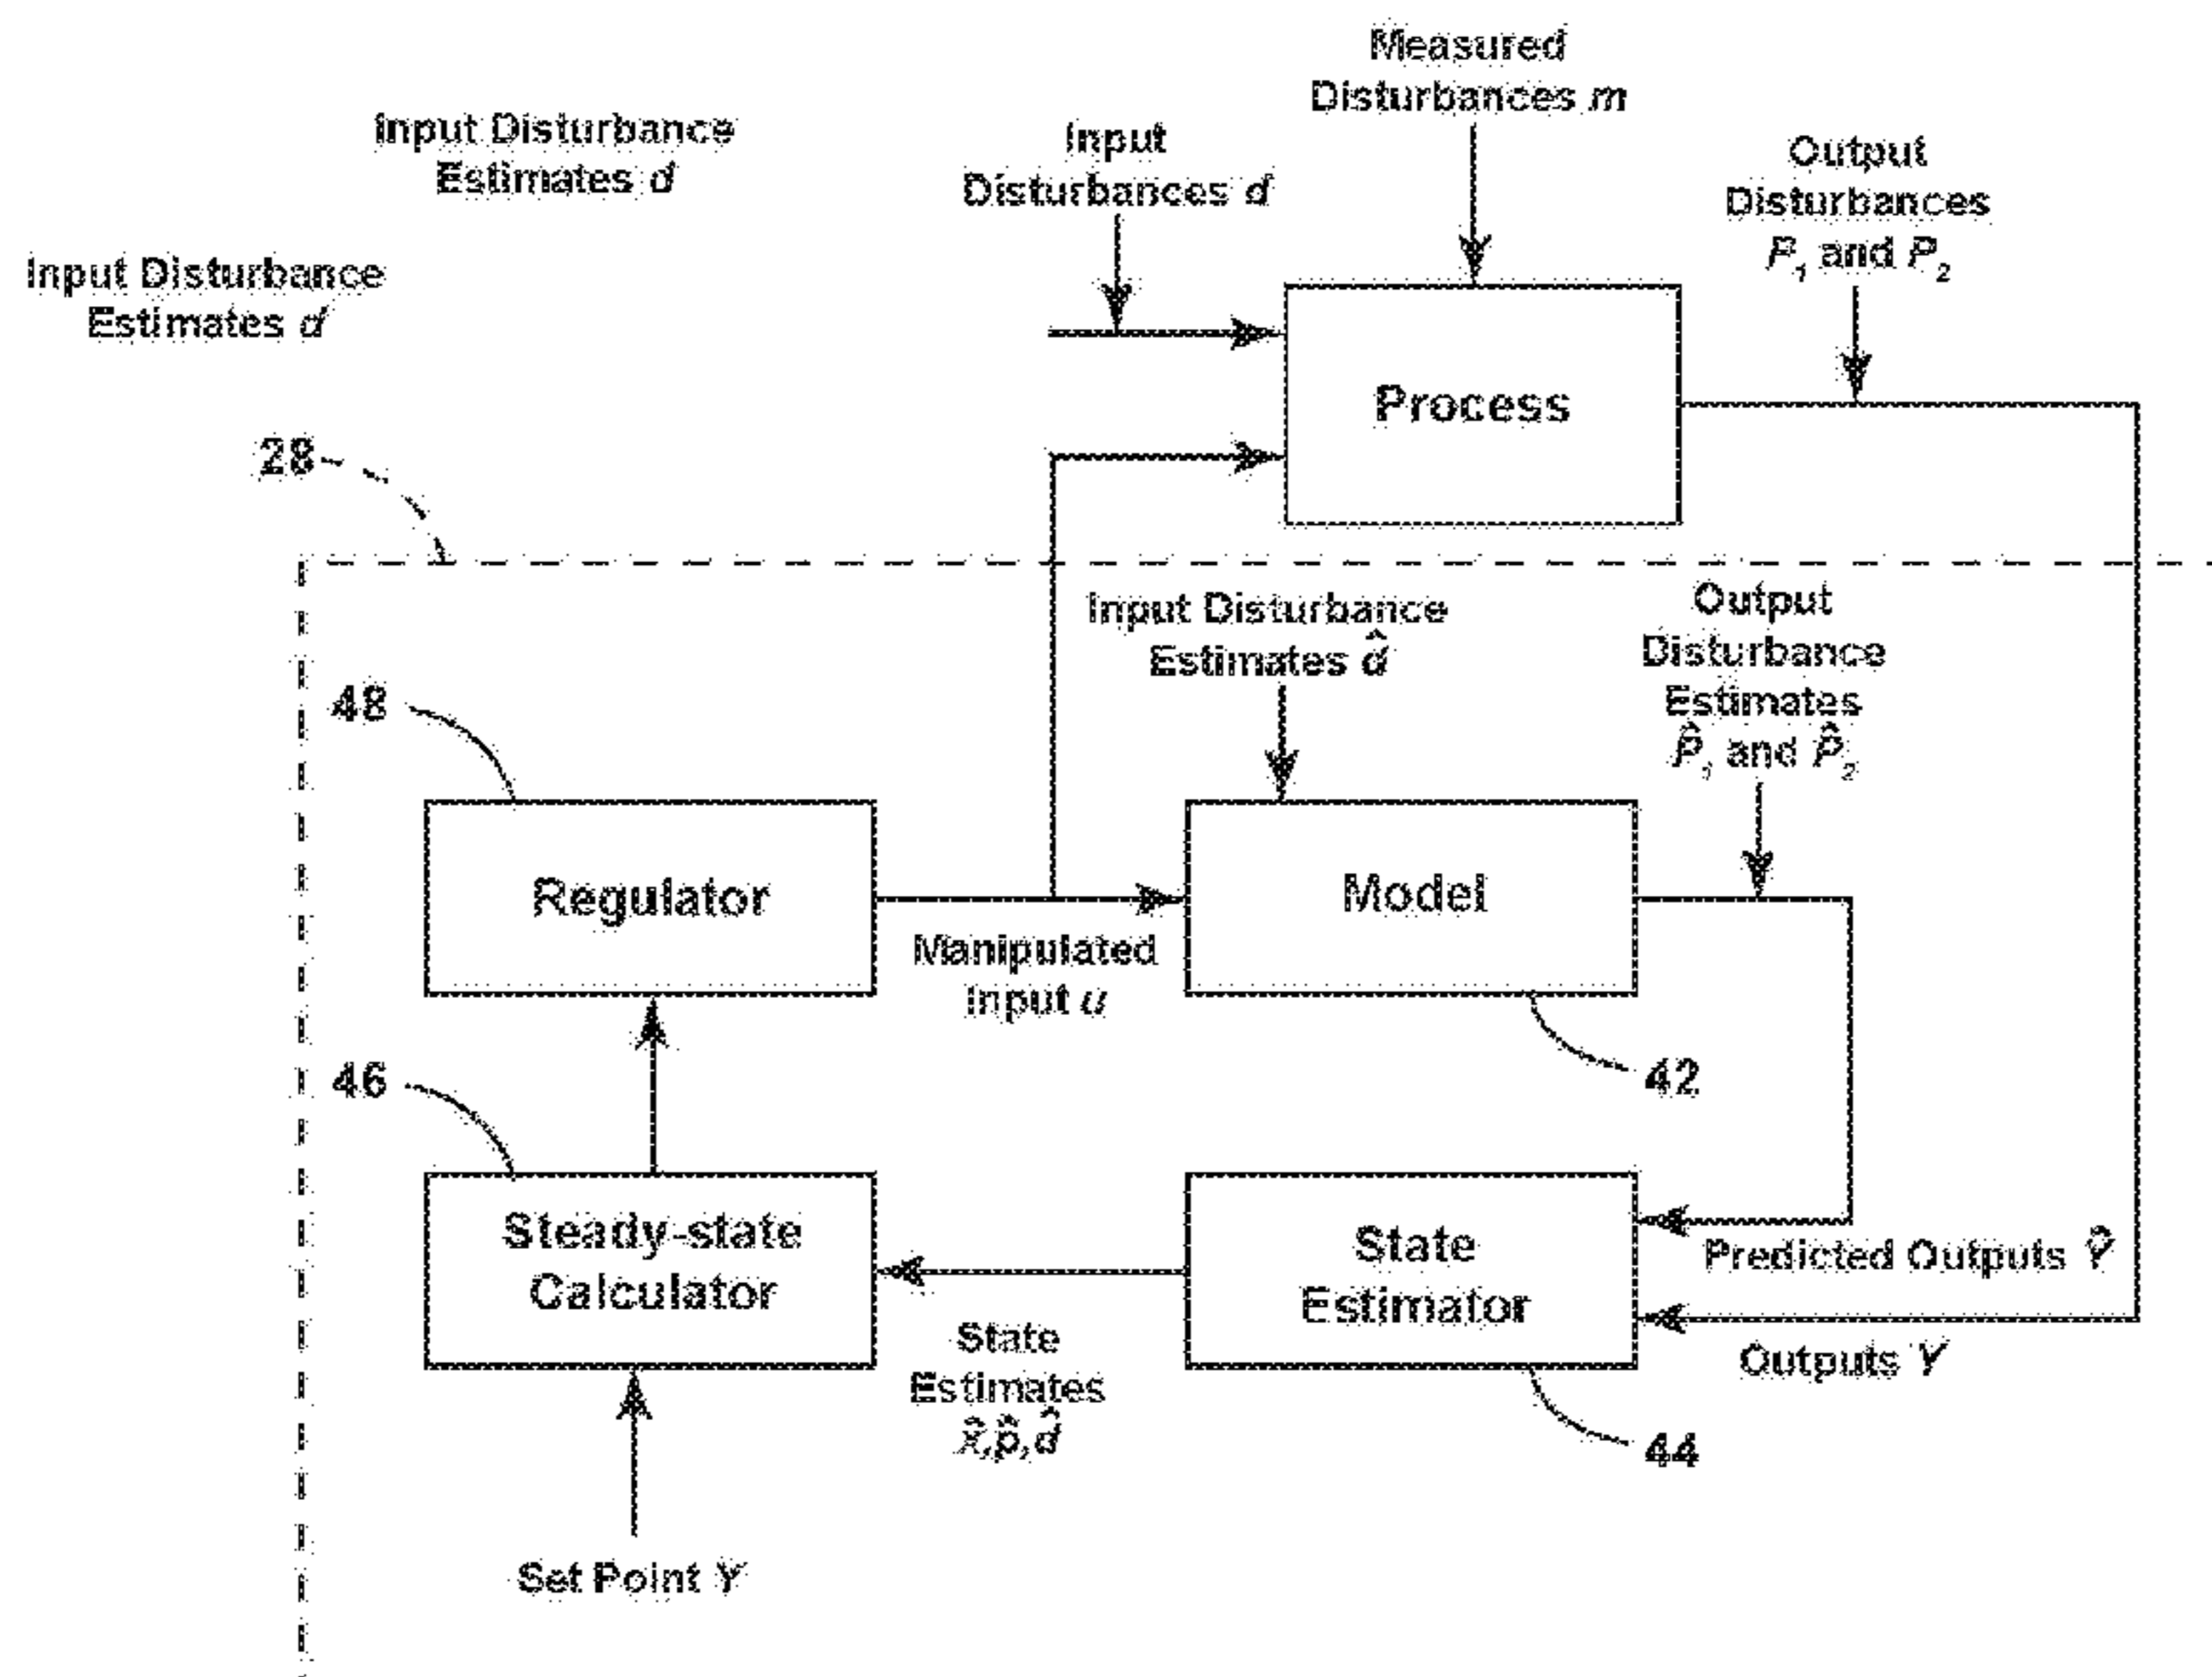 Measured
Disturbances m
Input Disturbance
Estimates d
Input
Disturbances d
Output
Disturbances
P₁ and P₂
Input Disturbance
Estimates d
Process
28
Input Disturbance
Estimates d̂
Output
Disturbance
Estimates
P̂₁ and P̂₂
48
Regulator
Model
Manipulated
Input u
46
42
Steady-state
Calculator
State
Estimator
Predicted Outputs Ŷ
State
Estimates
x̂,p̂,d̂
Outputs Y
44
Set Point Y